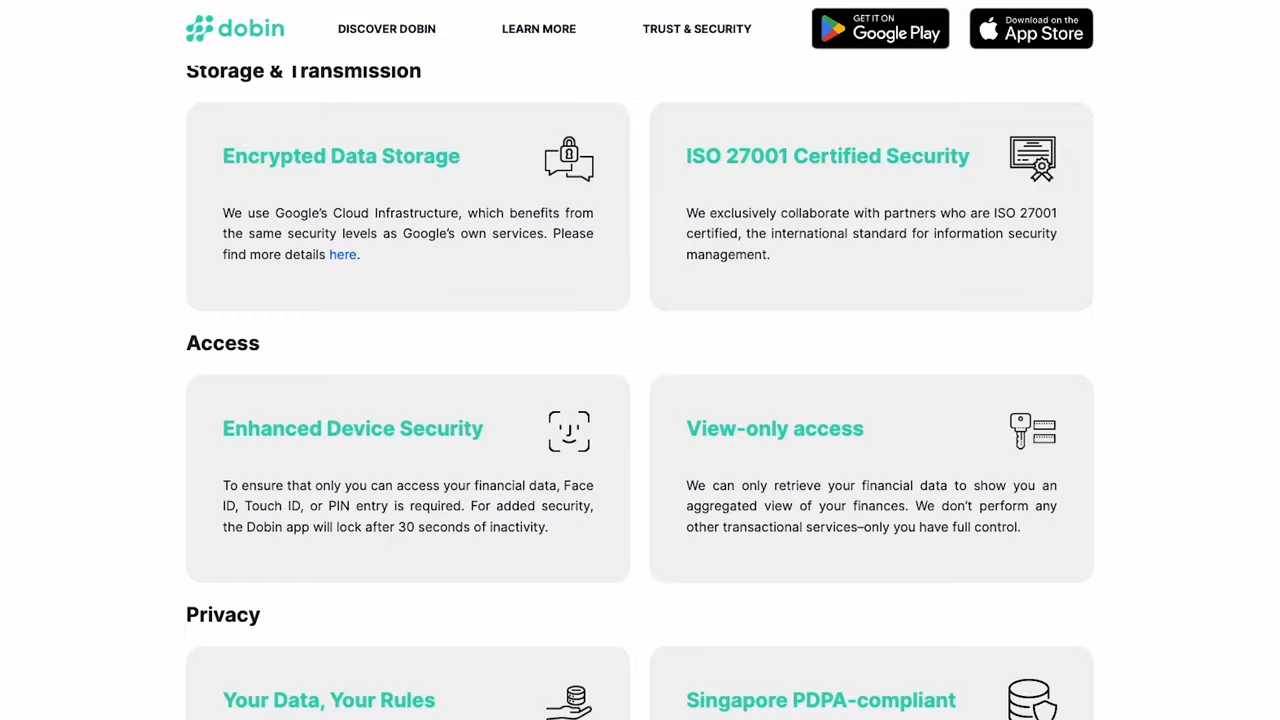 dobin
DISCOVER DOBIN
LEARN MORE
TRUST & SECURITY
GET IT ON
Google Play
Download on the
App Store
Storage & Transmission
Encrypted Data Storage
We use Google’s Cloud Infrastructure, which benefits from
the same security levels as Google’s own services. Please
find more details here.
ISO 27001 Certified Security
We exclusively collaborate with partners who are ISO 27001
certified, the international standard for information security
management.
Access
Enhanced Device Security
To ensure that only you can access your financial data, Face
ID, Touch ID, or PIN entry is required. For added security,
the Dobin app will lock after 30 seconds of inactivity.
View-only access
We can only retrieve your financial data to show you an
aggregated view of your finances. We don’t perform any
other transactional services–only you have full control.
Privacy
Your Data, Your Rules
Singapore PDPA-compliant